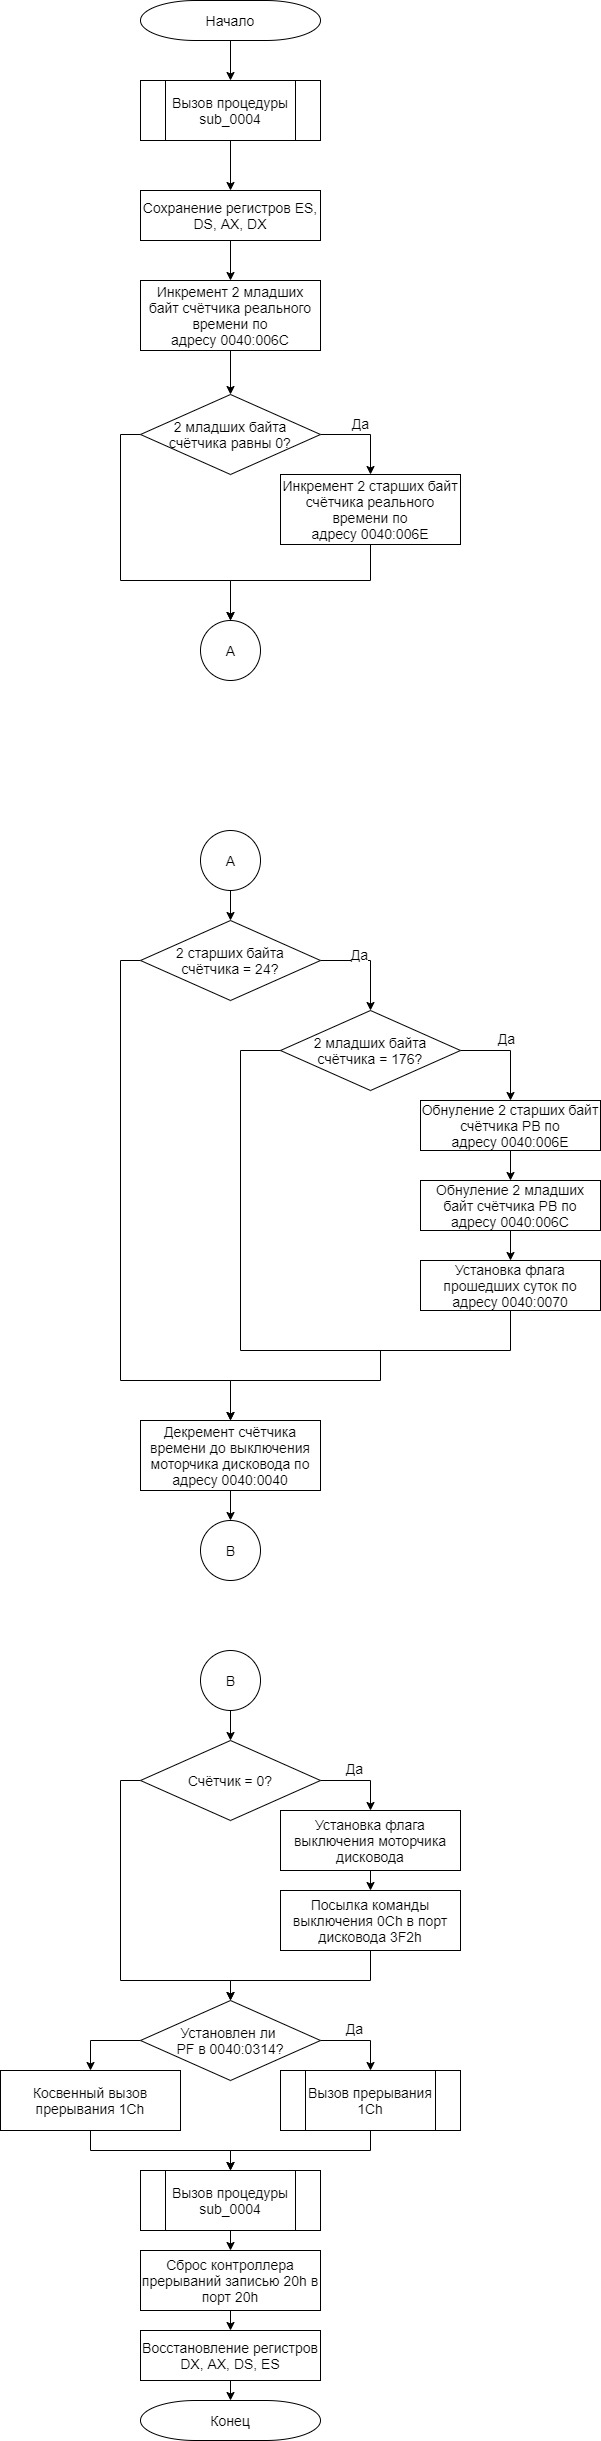 Начало
Вызов процедуры
sub_0004
Сохранение регистров ES,
DS, AX, DX
Инкремент 2 младших
байт счётчика реального
времени по
адресу 0040:006C
2 младших байта
счётчика равны 0?
Да
Инкремент 2 старших байт
счётчика реального
времени по
адресу 0040:006E
A
A
2 старших байта
счётчика = 24?
Да
2 младших байта
счётчика = 176?
Да
Обнуление 2 старших байт
счётчика РВ по
адресу 0040:006E
Обнуление 2 младших
байт счётчика РВ по
адресу 0040:006C
Установка флага
прошедших суток по
адресу 0040:0070
Декремент счётчика
времени до выключения
моторчика дисковода по
адресу 0040:0040
B
B
Счётчик = 0?
Да
Установка флага
выключения моторчика
дисковода
Посылка команды
выключения 0Ch в порт
дисковода 3F2h
Установлен ли
PF в 0040:0314?
Да
Косвенный вызов
прерывания 1Ch
Вызов прерывания
1Ch
Вызов процедуры
sub_0004
Сброс контроллера
прерываний записью 20h в
порт 20h
Восстановление регистров
DX, AX, DS, ES
Конец